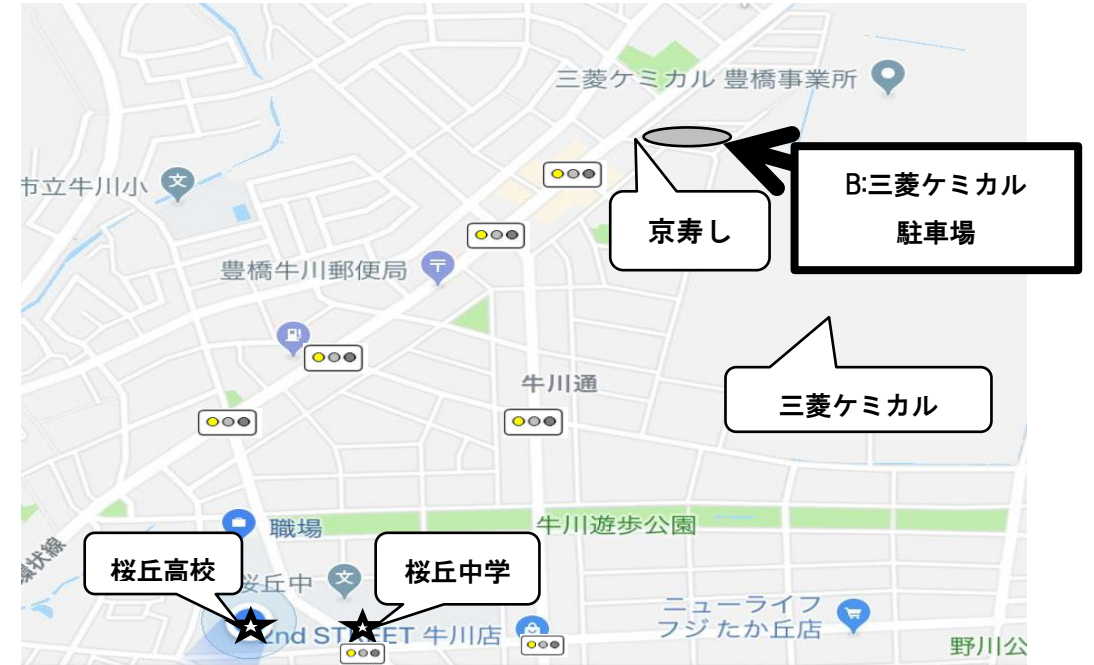 三菱ケミカル 豊橋事業所
市立牛川小
B:三菱ケミカル
駐車場
京寿し
豊橋牛川郵便局
牛川通
三菱ケミカル
職場
牛川遊歩公園
環状線
桜丘高校
桜丘中
桜丘中学
2nd STREET 牛川店
ニューライフ
フジ たか丘店
野川公